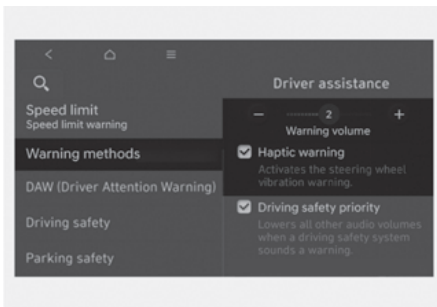 Driver assistance
Speed limit
Speed limit warning
Warning methods
DAW (Driver Attention Warning)
Driving safety
Parking safety
− 2 +
Warning volume
Haptic warning
Activates the steering wheel
vibration warning.
Driving safety priority
Lowers all other audio volumes
when a driving safety system
sounds a warning.